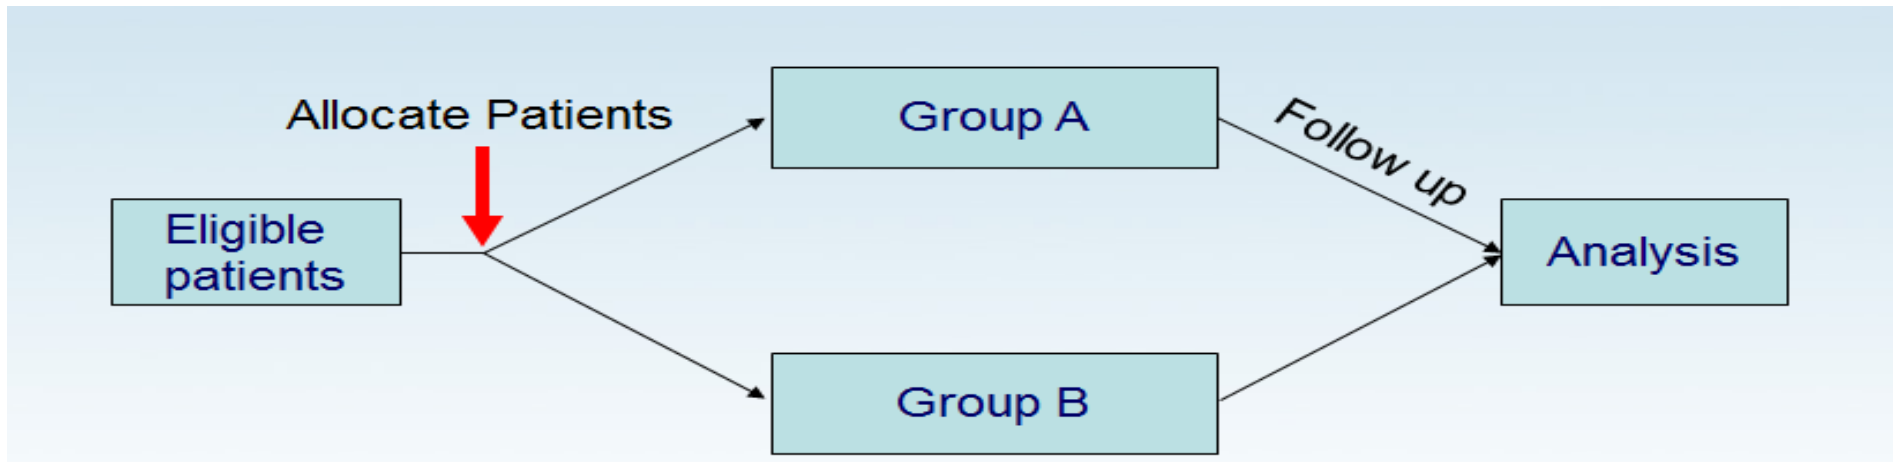 Allocate Patients
Group A
Follow up
Eligible
patients
Analysis
Group B